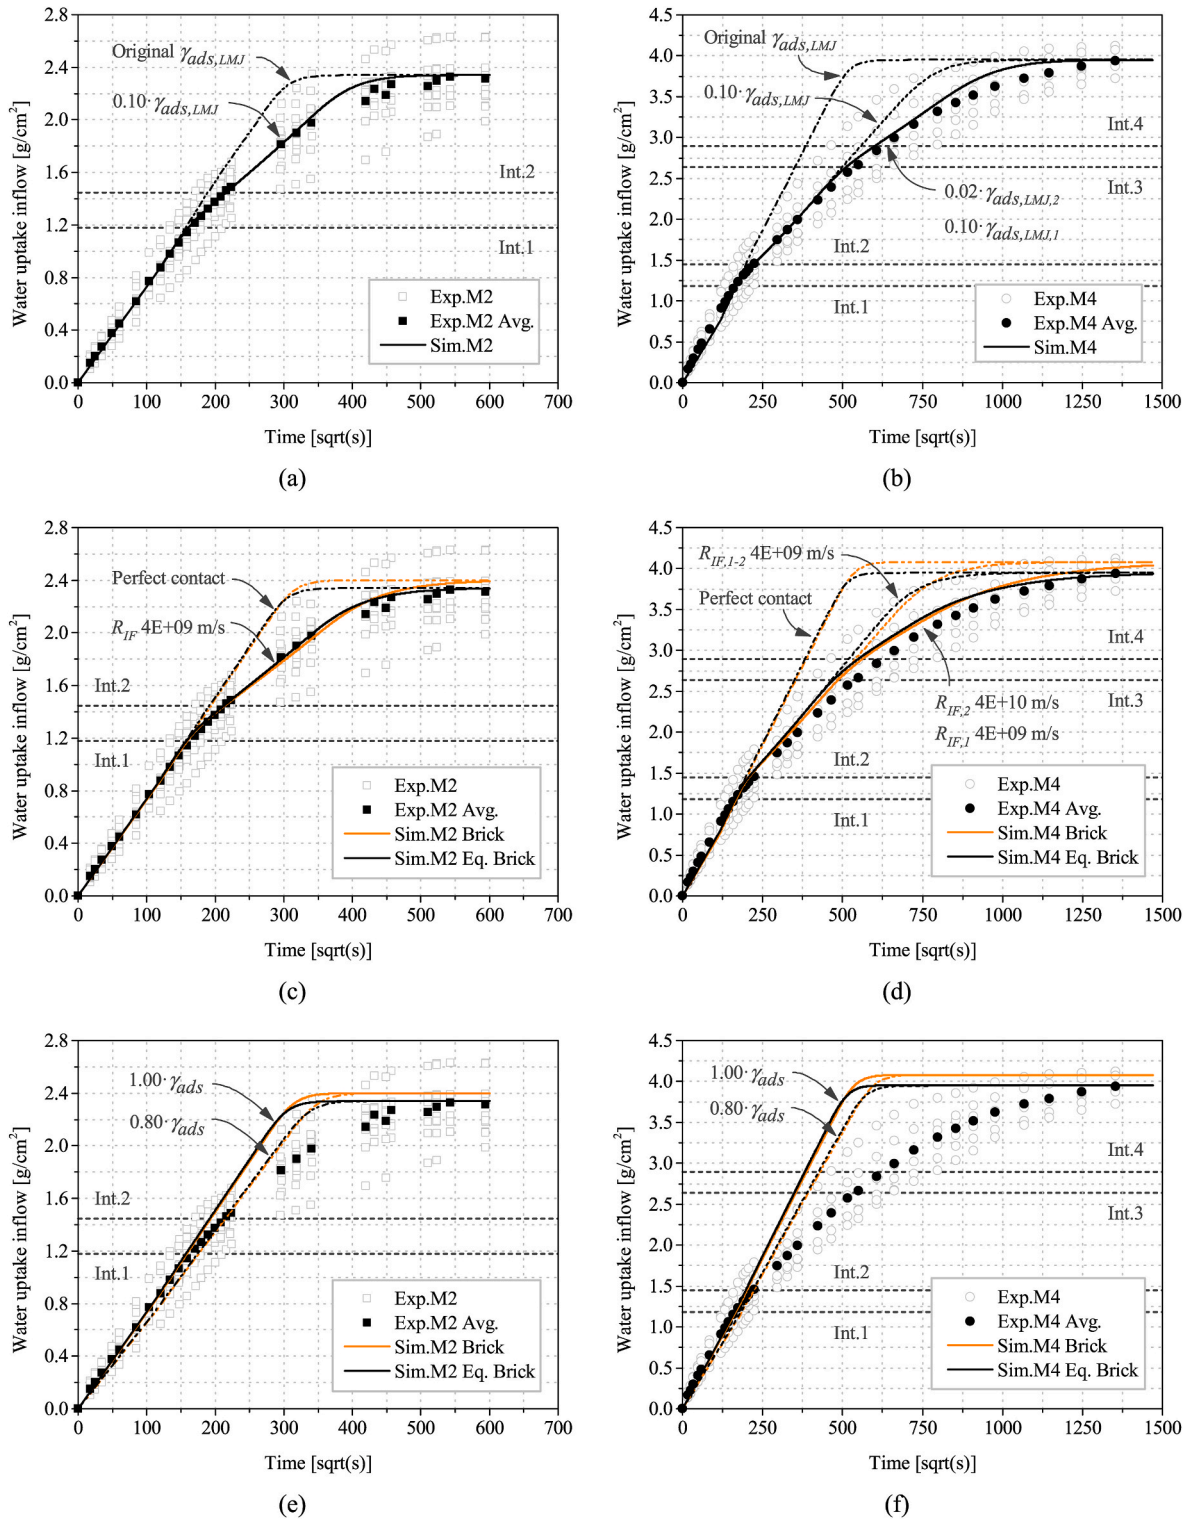 2.8
2.4
2.0
1.6
1.2
0.8
0.4
0.0
Water uptake inflow [g/cm²]
Original γads,LMJ
0.10·γads,LMJ
Int.2
Int.1
Exp.M2
Exp.M2 Avg.
Sim.M2
0 100 200 300 400 500 600 700
Time [sqrt(s)]
(a)
4.5
4.0
3.5
3.0
2.5
2.0
1.5
1.0
0.5
0.0
Water uptake inflow [g/cm²]
Original γads,LMJ
0.10·γads,LMJ
Int.4
Int.3
0.02·γads,LMJ,2
0.10·γads,LMJ,1
Int.2
Int.1
Exp.M4
Exp.M4 Avg.
Sim.M4
0 250 500 750 1000 1250 1500
Time [sqrt(s)]
(b)
2.8
2.4
2.0
1.6
1.2
0.8
0.4
0.0
Water uptake inflow [g/cm²]
Perfect contact
RIF 4E+09 m/s
Int.2
Int.1
Exp.M2
Exp.M2 Avg.
Sim.M2 Brick
Sim.M2 Eq. Brick
0 100 200 300 400 500 600 700
Time [sqrt(s)]
(c)
4.5
4.0
3.5
3.0
2.5
2.0
1.5
1.0
0.5
0.0
Water uptake inflow [g/cm²]
RIF,1-2 4E+09 m/s
Perfect contact
Int.4
Int.3
RIF,2 4E+10 m/s
RIF,1 4E+09 m/s
Int.2
Int.1
Exp.M4
Exp.M4 Avg.
Sim.M4 Brick
Sim.M4 Eq. Brick
0 250 500 750 1000 1250 1500
Time [sqrt(s)]
(d)
2.8
2.4
2.0
1.6
1.2
0.8
0.4
0.0
Water uptake inflow [g/cm²]
1.00·γads
0.80·γads
Int.2
Int.1
Exp.M2
Exp.M2 Avg.
Sim.M2 Brick
Sim.M2 Eq. Brick
0 100 200 300 400 500 600 700
Time [sqrt(s)]
(e)
4.5
4.0
3.5
3.0
2.5
2.0
1.5
1.0
0.5
0.0
Water uptake inflow [g/cm²]
1.00·γads
0.80·γads
Int.4
Int.3
Int.2
Int.1
Exp.M4
Exp.M4 Avg.
Sim.M4 Brick
Sim.M4 Eq. Brick
0 250 500 750 1000 1250 1500
Time [sqrt(s)]
(f)